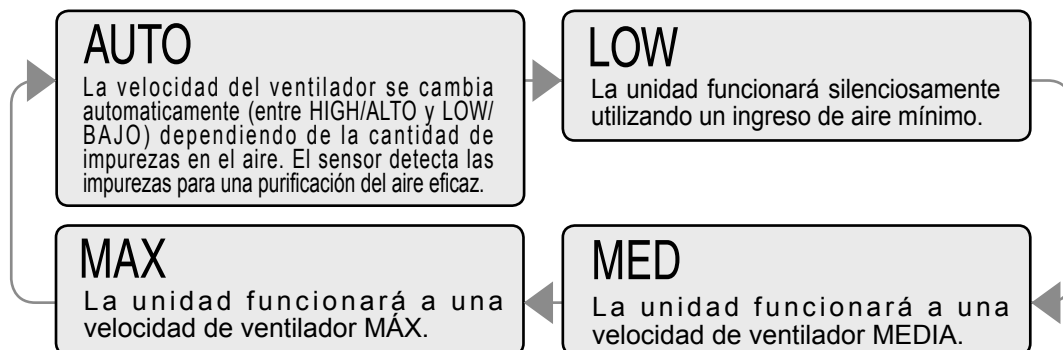 AUTO
La velocidad del ventilador se cambia
automaticamente (entre HIGH/ALTO y LOW/
BAJO) dependiendo de la cantidad de
impurezas en el aire. El sensor detecta las
impurezas para una purificación del aire eficaz.
LOW
La unidad funcionará silenciosamente
utilizando un ingreso de aire mínimo.
MAX
La unidad funcionará a una
velocidad de ventilador MÁX.
MED
La unidad funcionará a una
velocidad de ventilador MEDIA.